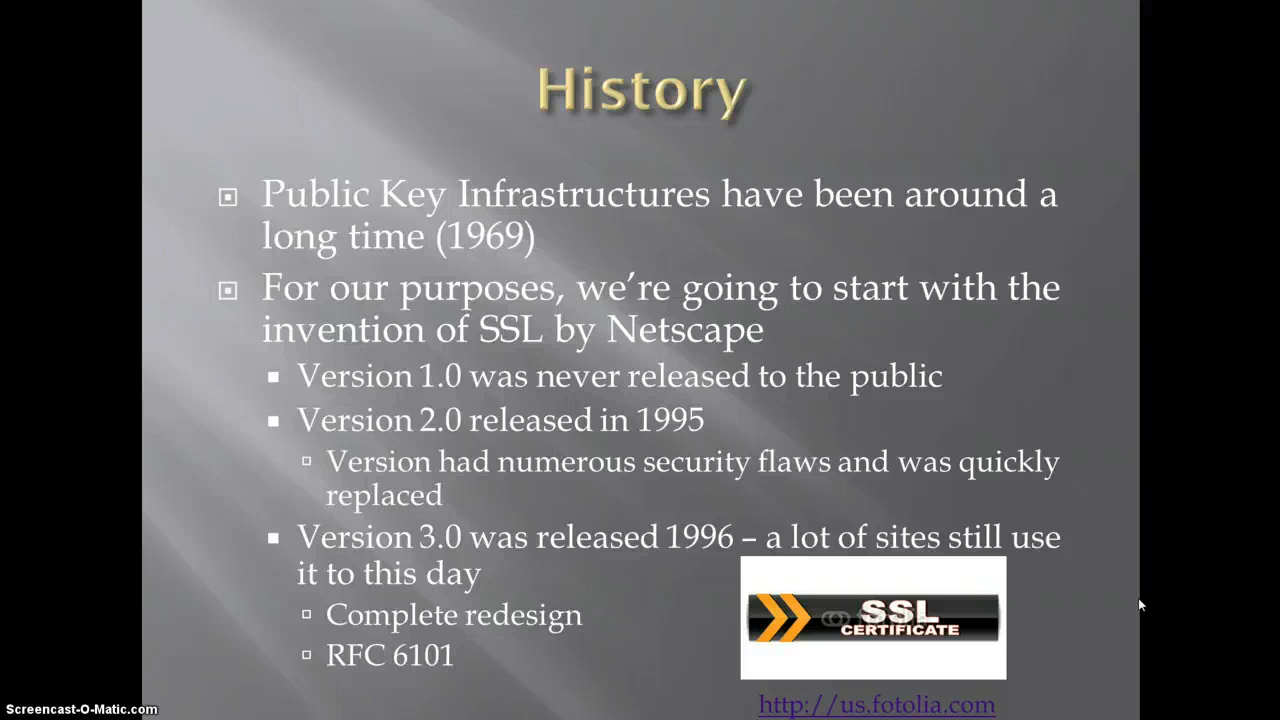 History
Public Key Infrastructures have been around a
long time (1969)
For our purposes, we’re going to start with the
invention of SSL by Netscape
Version 1.0 was never released to the public
Version 2.0 released in 1995
Version had numerous security flaws and was quickly
replaced
Version 3.0 was released 1996 – a lot of sites still use
it to this day
Complete redesign
RFC 6101
SSL
CERTIFICATE
http://us.fotolia.com
Screencast-O-Matic.com